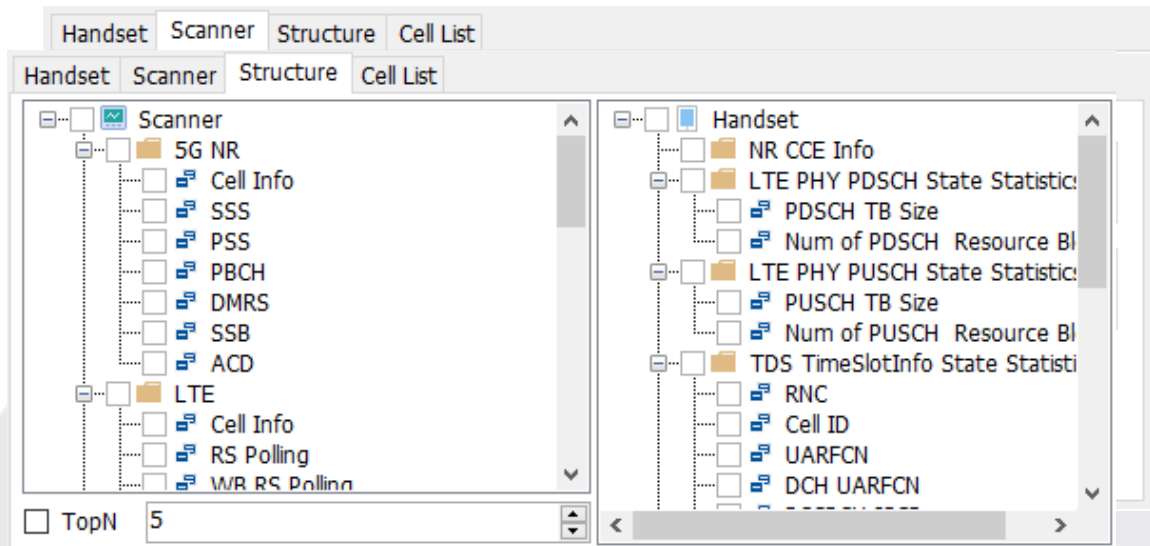 Handset Scanner Structure Cell List
Handset Scanner Structure Cell List
Scanner
5G NR
Cell Info
SSS
PSS
PBCH
DMRS
SSB
ACD
LTE
Cell Info
RS Polling
WB RS Polling
TopN 5
Handset
NR CCE Info
LTE PHY PDSCH State Statistics
PDSCH TB Size
Num of PDSCH Resource Bl
LTE PHY PUSCH State Statistics
PUSCH TB Size
Num of PUSCH Resource Bl
TDS TimeSlotInfo State Statisti
RNC
Cell ID
UARFCN
DCH UARFCN